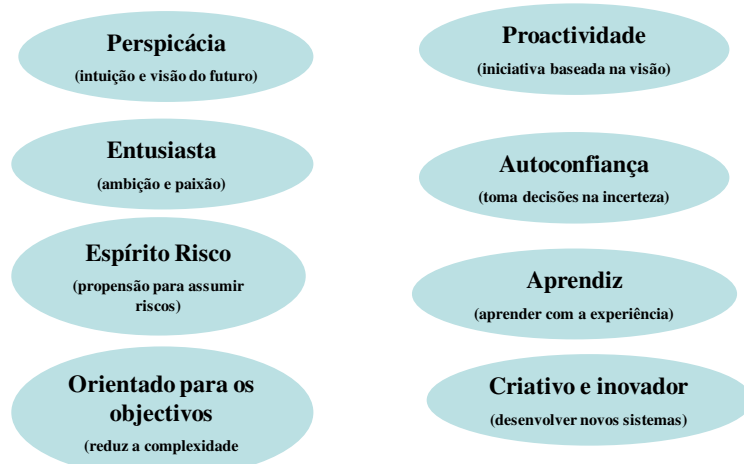 Perspicácia
(intuição e visão do futuro)
Entusiasta
(ambição e paixão)
Espírito Risco
(propensão para assumir
riscos)
Orientado para os
objectivos
(reduz a complexidade
Proactividade
(iniciativa baseada na visão)
Autoconfiança
(toma decisões na incerteza)
Aprendiz
(aprender com a experiência)
Criativo e inovador
(desenvolver novos sistemas)